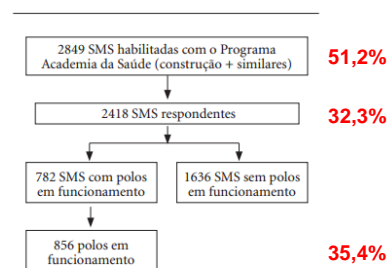 2849 SMS habilitadas com o Programa
Academia da Saúde (construção + similares)
51,2%
2418 SMS respondentes
32,3%
782 SMS com polos
em funcionamento
1636 SMS sem polos
em funcionamento
856 polos em
funcionamento
35,4%